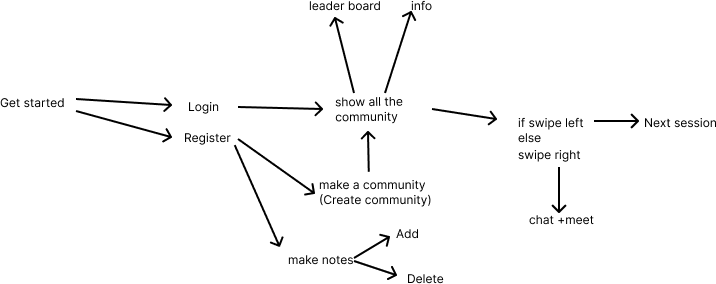 leader board
info
Get started
Login
Register
show all the
community
if swipe left
else
swipe right
Next session
make a community
(Create community)
chat +meet
make notes
Add
Delete